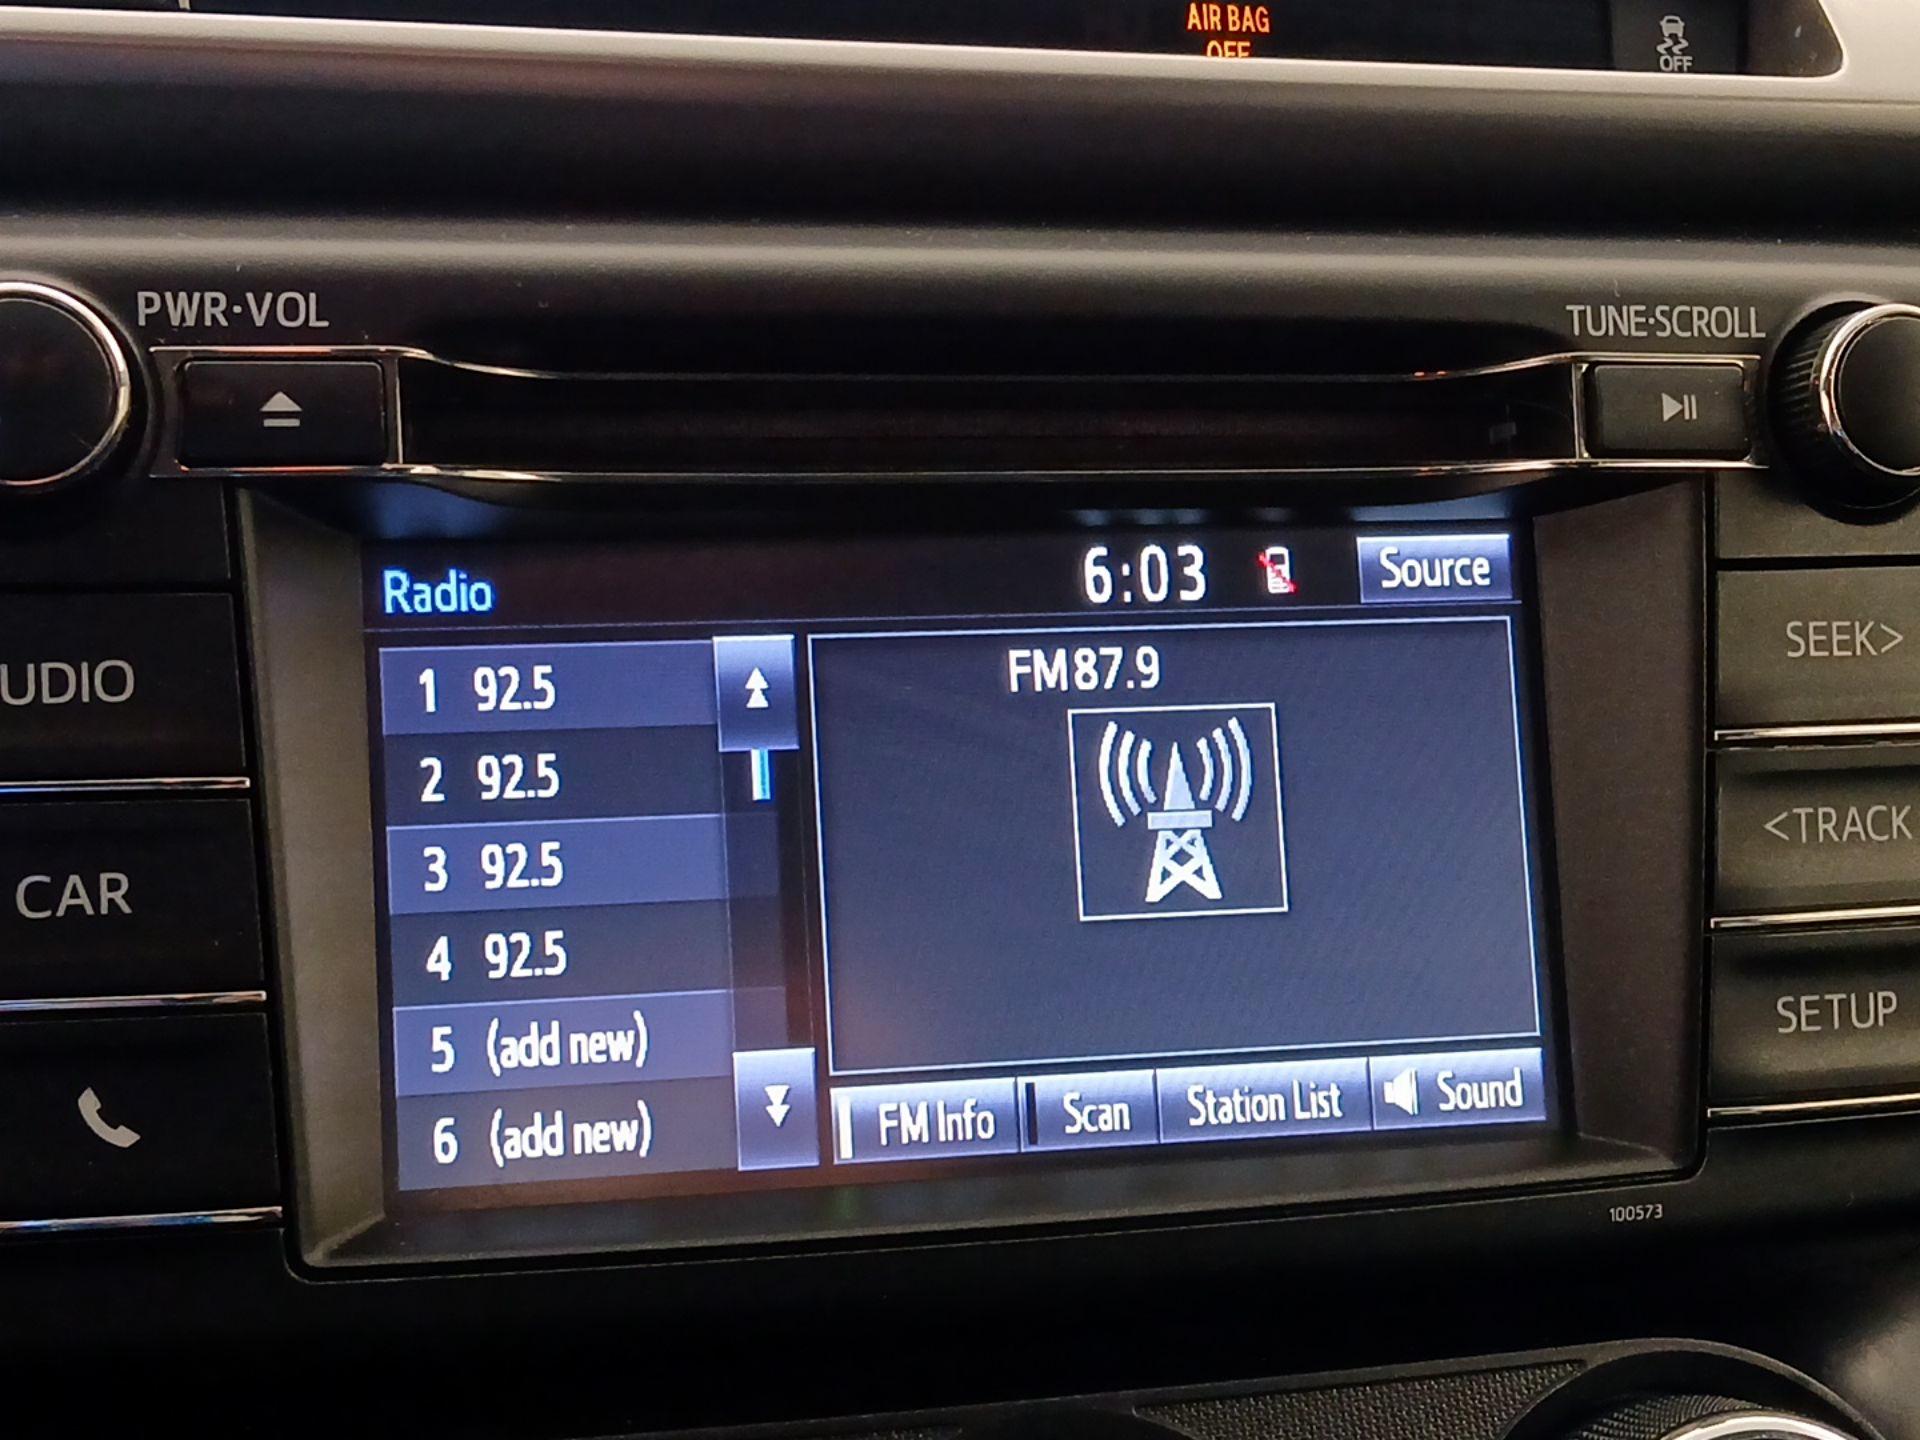 AIR BAG
OFF
OFF
PWR·VOL
TUNE·SCROLL
Radio
6:03
Source
1 92.5
2 92.5
3 92.5
4 92.5
5 (add new)
6 (add new)
FM87.9
FM Info
Scan
Station List
Sound
UDIO
CAR
SEEK>
<TRACK
SETUP
100573